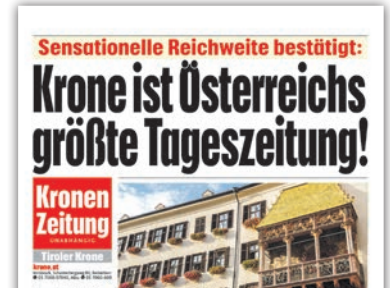 Sensationelle Reichweite bestätigt:
Krone ist Österreichs
größte Tageszeitung!
Kronen
Zeitung
UNABHÄNGIG
Tiroler Krone
krone.at